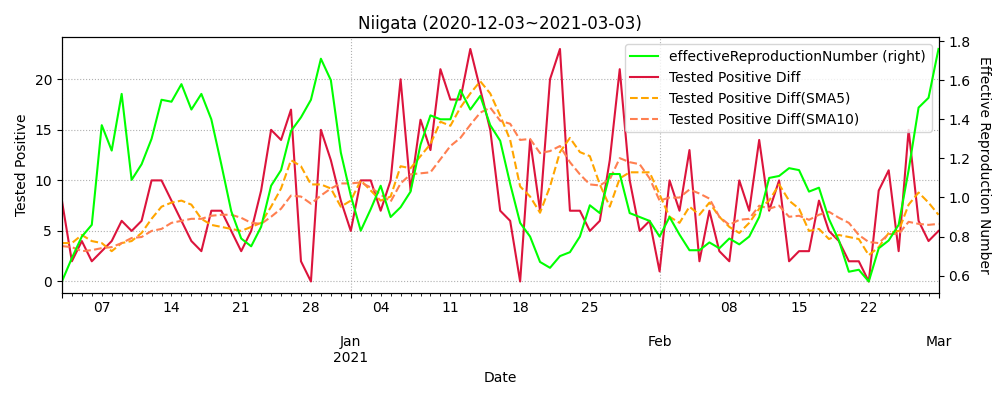 Niigata (2020-12-03~2021-03-03)
effectiveReproductionNumber (right)
Tested Positive Diff
Tested Positive Diff(SMA5)
Tested Positive Diff(SMA10)
Tested Positive
20
15
10
5
0
1.8
1.6
1.4
1.2
1.0
0.8
0.6
Effective Reproduction Number
07 14 21 28 04 11 18 25 08 15 22
Jan Feb Mar
2021
Date